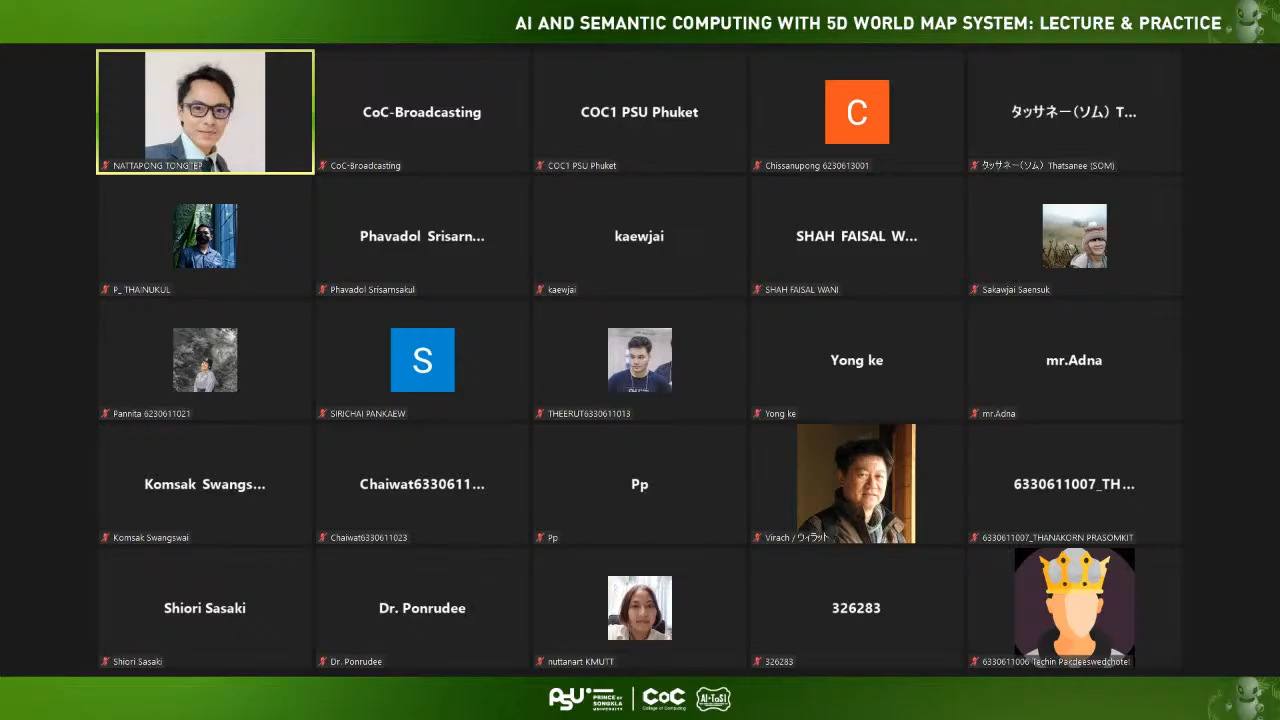 AI AND SEMANTIC COMPUTING WITH 5D WORLD MAP SYSTEM: LECTURE & PRACTICE
NATTAPONG TONGTEP
CoC-Broadcasting
CoC-Broadcasting
COC1 PSU Phuket
COC1 PSU Phuket
C
Chissanupong 6230613001
タッサネー(ソム) T...
タッサネー(ソム) Thatsanee (SOM)
P_ THAINUKUL
Phavadol Srisarn...
Phavadol Srisarnsakul
kaewjai
kaewjai
SHAH FAISAL W...
SHAH FAISAL WANI
Sakawjai Saensuk
Pannita 6230611021
S
SIRICHAI PANKAEW
THEERUT6330611013
Yong ke
Yong ke
mr.Adna
mr.Adna
Komsak Swangs...
Komsak Swangswai
Chaiwat6330611...
Chaiwat6330611023
Pp
Pp
Virach / ウィラット
6330611007_TH...
6330611007_THANAKORN PRASOMKIT
Shiori Sasaki
Shiori Sasaki
Dr. Ponrudee
Dr. Ponrudee
nuttanart KMUTT
326283
326283
6330611006 Techin Pakdeeswedchotel
PSU PRINCE OF SONGKLA UNIVERSITY
CoC College of Computing
AI-TaSI